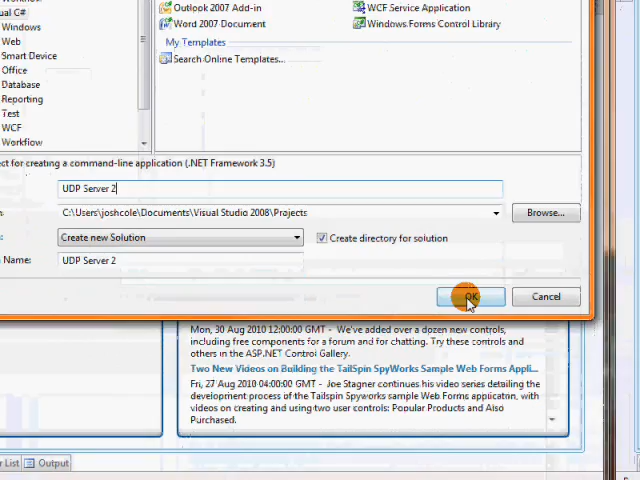 Outlook 2007 Add-in
WCF Service Application
ual C#
Word 2007 Document
Windows Forms Control Library
Windows
Web
My Templates
Smart Device
Search Online Templates...
Office
Database
Reporting
Test
WCF
Workflow
ect for creating a command-line application (.NET Framework 3.5)
UDP Server 2
C:\Users\joshcole\Documents\Visual Studio 2008\Projects
Browse...
Create new Solution
Create directory for solution
n Name:
UDP Server 2
OK
Cancel
Mon, 30 Aug 2010 12:00:00 GMT - We've added over a dozen new controls,
including free components for a forum and for chatting. Try these controls and
others in the ASP.NET Control Gallery.
Two New Videos on Building the TailSpin SpyWorks Sample Web Forms Appli...
Fri, 27 Aug 2010 04:00:00 GMT - Joe Stagner continues his video series detailing the
development process of the Tailspin Spyworks sample Web Forms applicaiton, with
videos on creating and using two user controls: Popular Products and Also
Purchased.
r List
Output